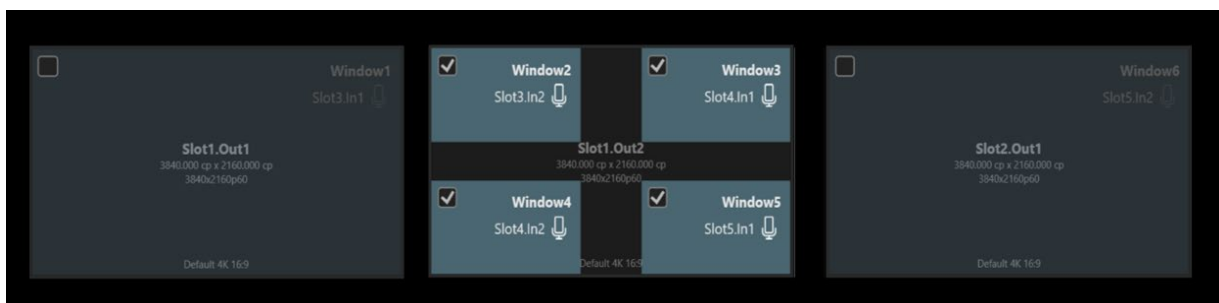 Window1
Slot3.In1
Slot1.Out1
3840.000 cp x 2160.000 cp
3840x2160p60
Default 4K 16:9
Window2
Slot3.In2
Window3
Slot4.In1
Slot1.Out2
3840.000 cp x 2160.000 cp
3840x2160p60
Window4
Slot4.In2
Window5
Slot5.In1
Default 4K 16:9
Window6
Slot5.In2
Slot2.Out1
3840.000 cp x 2160.000 cp
3840x2160p60
Default 4K 16:9